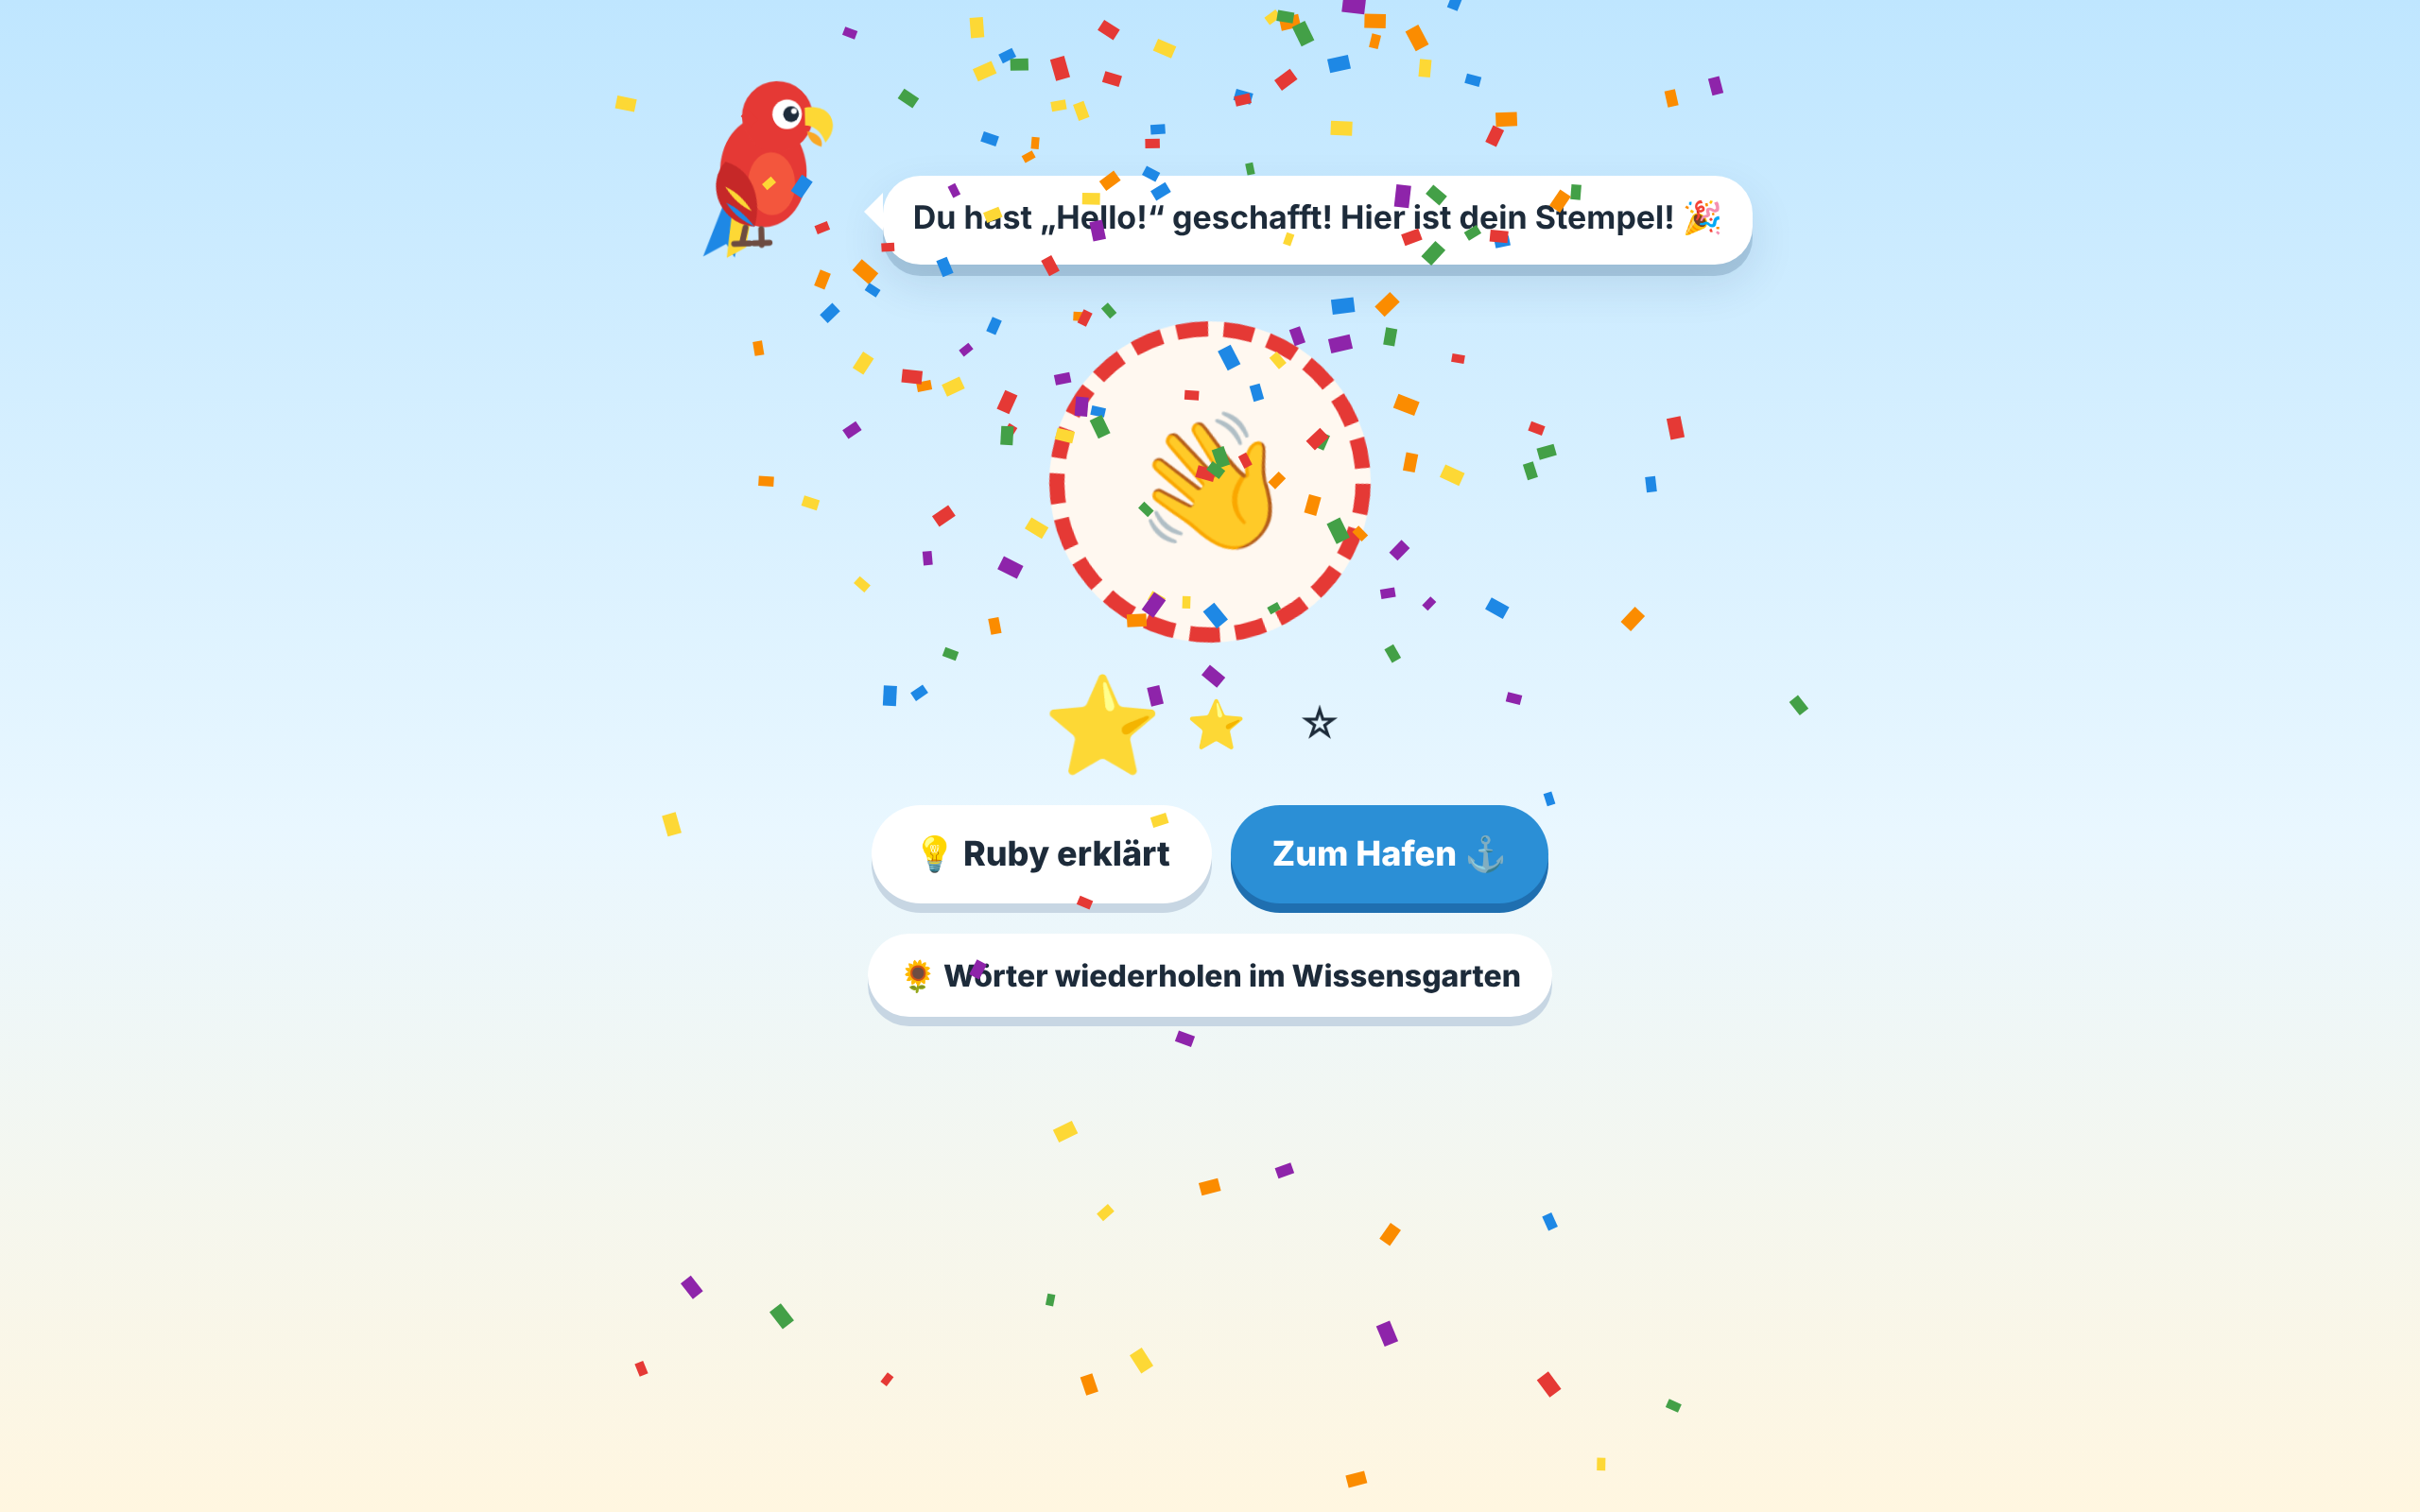 Du hast „Hello!“ geschafft! Hier ist dein Stempel! 🎉
💡 Ruby erklärt
Zum Hafen ⚓
🌻 Wörter wiederholen im Wissensgarten